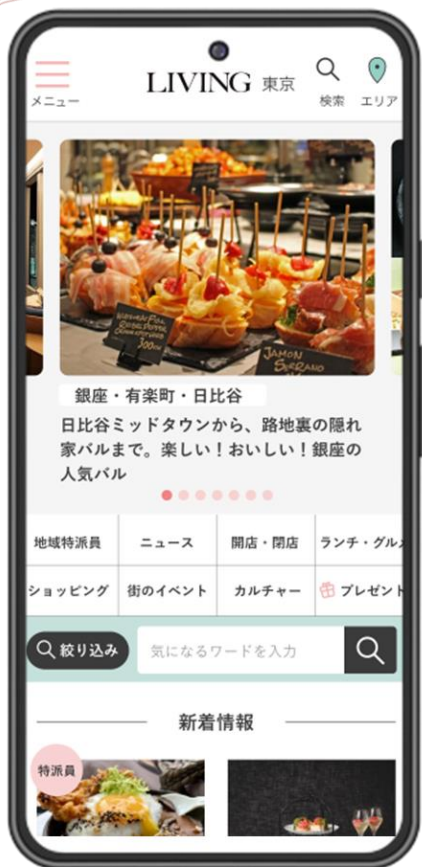 LIVING 東京
メニュー
検索
エリア
JAMON
銀座・有楽町・日比谷
日比谷ミッドタウンから、路地裏の隠れ
家バルまで。楽しい！おいしい！銀座の
人気バル
地域特派員
ニュース
開店・閉店
ランチ・グル
ショッピング
街のイベント
カルチャー
プレゼント
絞り込み
気になるワードを入力
新着情報
特派員